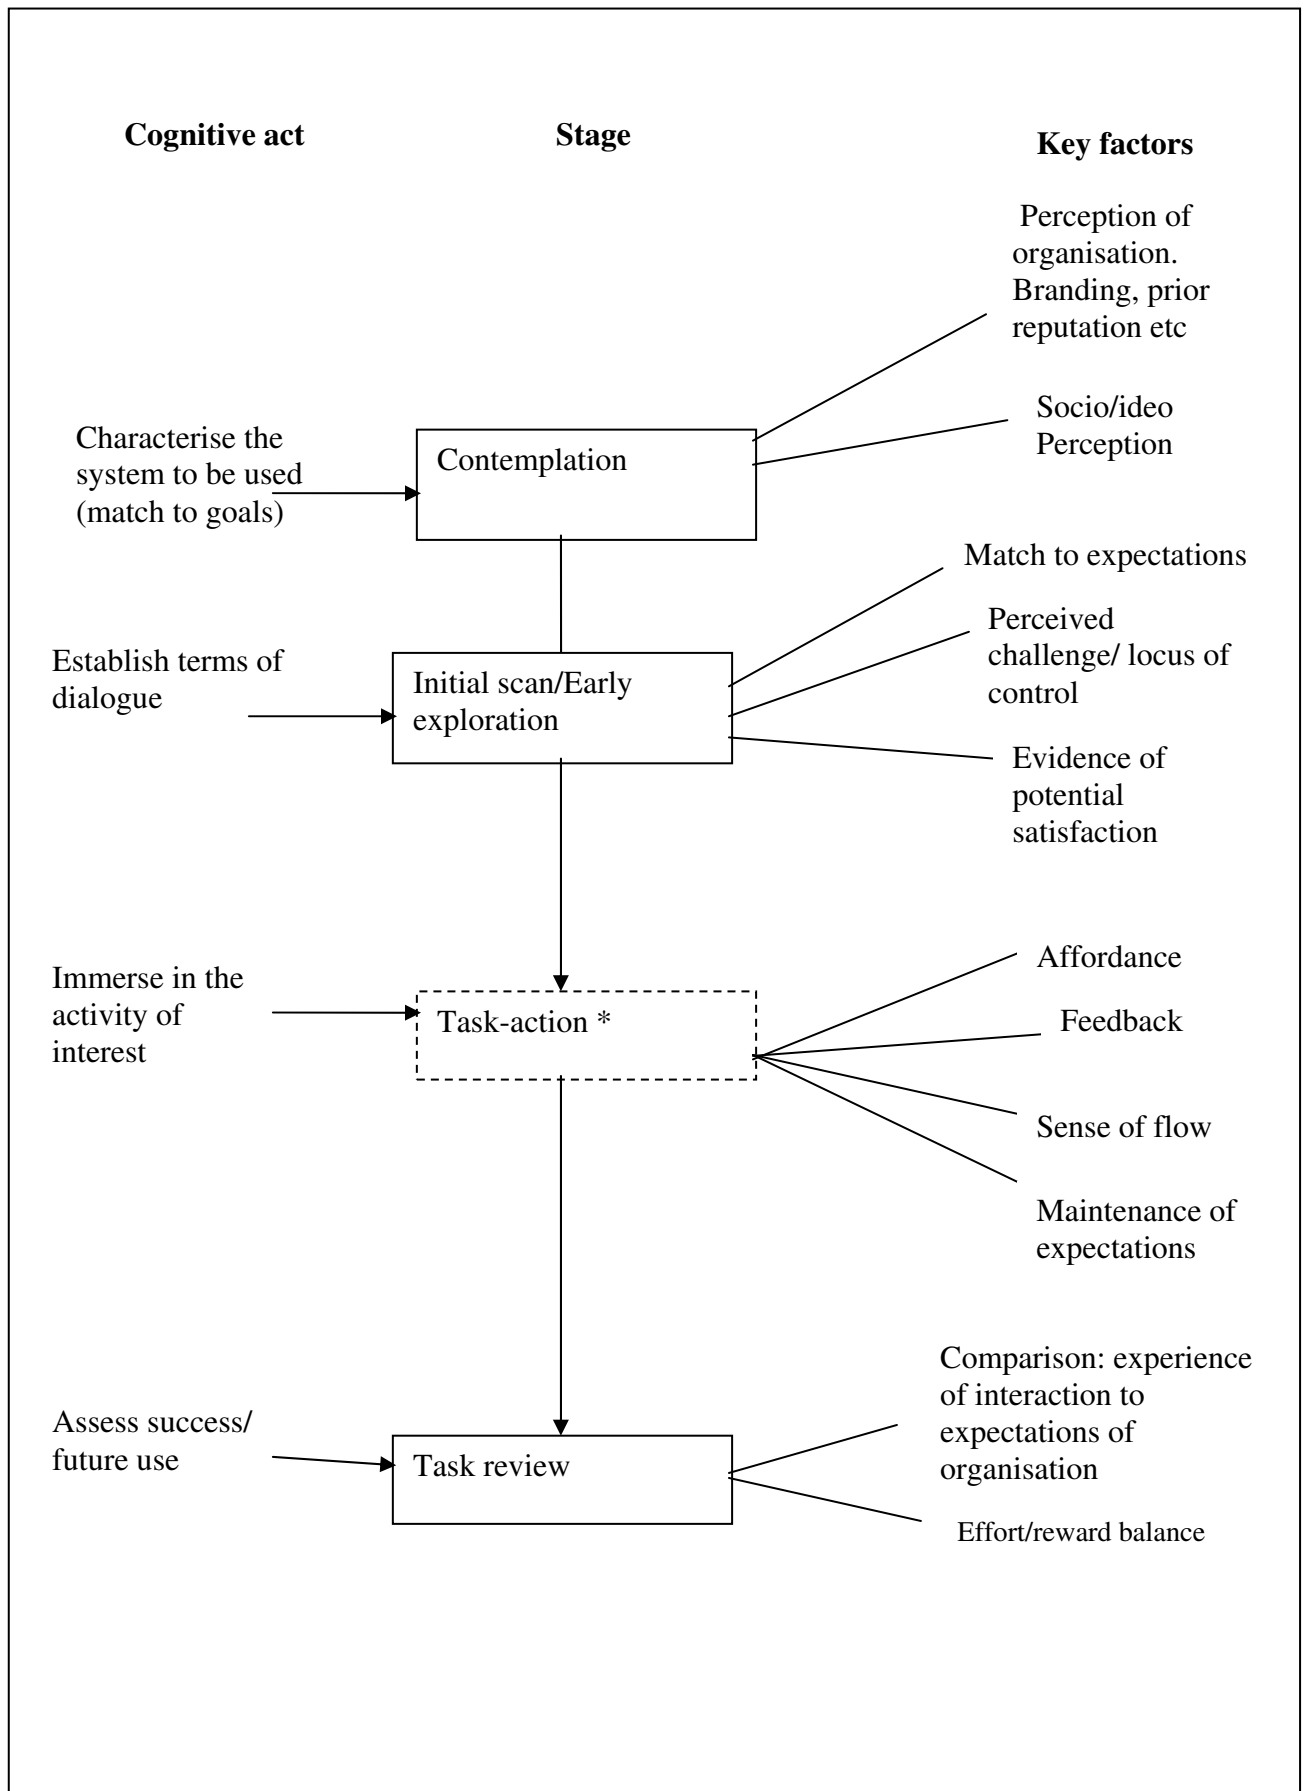 Cognitive act
Stage
Key factors
Perception of
organisation.
Branding, prior
reputation etc
Socio/ideo
Perception
Characterise the
system to be used
(match to goals)
Contemplation
Match to expectations
Perceived
challenge/ locus of
control
Evidence of
potential
satisfaction
Establish terms of
dialogue
Initial scan/Early
exploration
Immerse in the
activity of
interest
Task-action *
Affordance
Feedback
Sense of flow
Maintenance of
expectations
Assess success/
future use
Task review
Comparison: experience
of interaction to
expectations of
organisation
Effort/reward balance